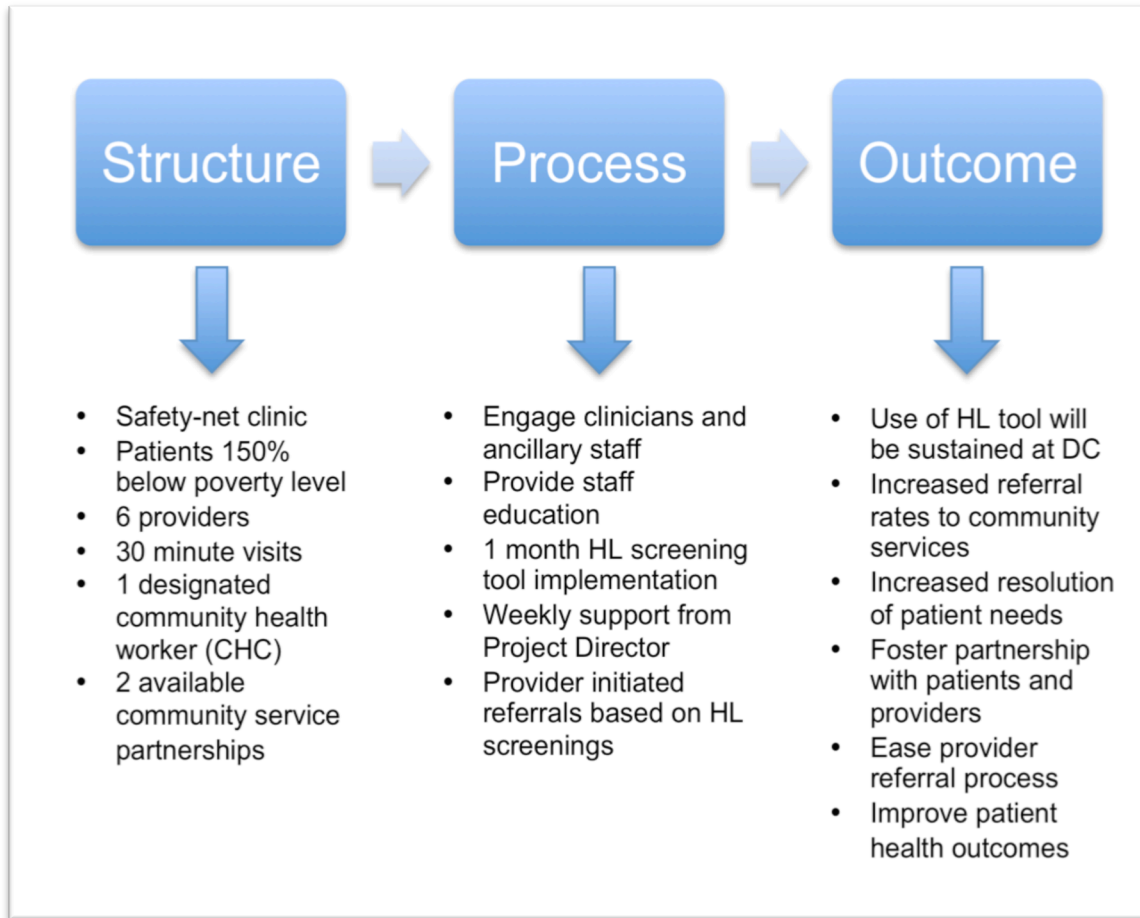 Structure
Process
Outcome
• Safety-net clinic
• Patients 150%
below poverty level
• 6 providers
• 30 minute visits
• 1 designated
community health
worker (CHC)
• 2 available
community service
partnerships
• Engage clinicians and
ancillary staff
• Provide staff
education
• 1 month HL screening
tool implementation
• Weekly support from
Project Director
• Provider initiated
referrals based on HL
screenings
• Use of HL tool will
be sustained at DC
• Increased referral
rates to community
services
• Increased resolution
of patient needs
• Foster partnership
with patients and
providers
• Ease provider
referral process
• Improve patient
health outcomes